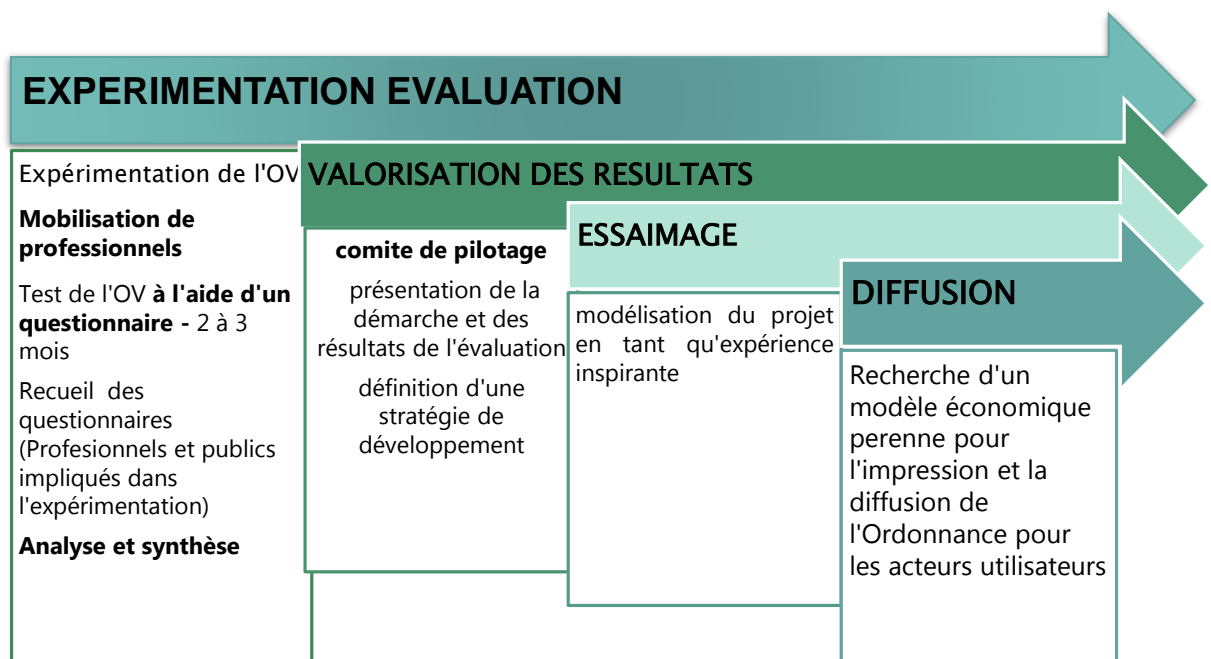 EXPERIMENTATION EVALUATION
Expérimentation de l'OV
Mobilisation de
professionnels
Test de l'OV à l'aide d'un
questionnaire - 2 à 3
mois
Recueil des
questionnaires
(Profesionnels et publics
impliqués dans
l'expérimentation)
Analyse et synthèse
VALORISATION DES RESULTATS
comite de pilotage
présentation de la
démarche et des
résultats de l'évaluation
définition d'une
stratégie de
développement
ESSAIMAGE
modélisation du projet
en tant qu'expérience
inspirante
DIFFUSION
Recherche d'un
modèle économique
perenne pour
l'impression et la
diffusion de
l'Ordonnance pour
les acteurs utilisateurs